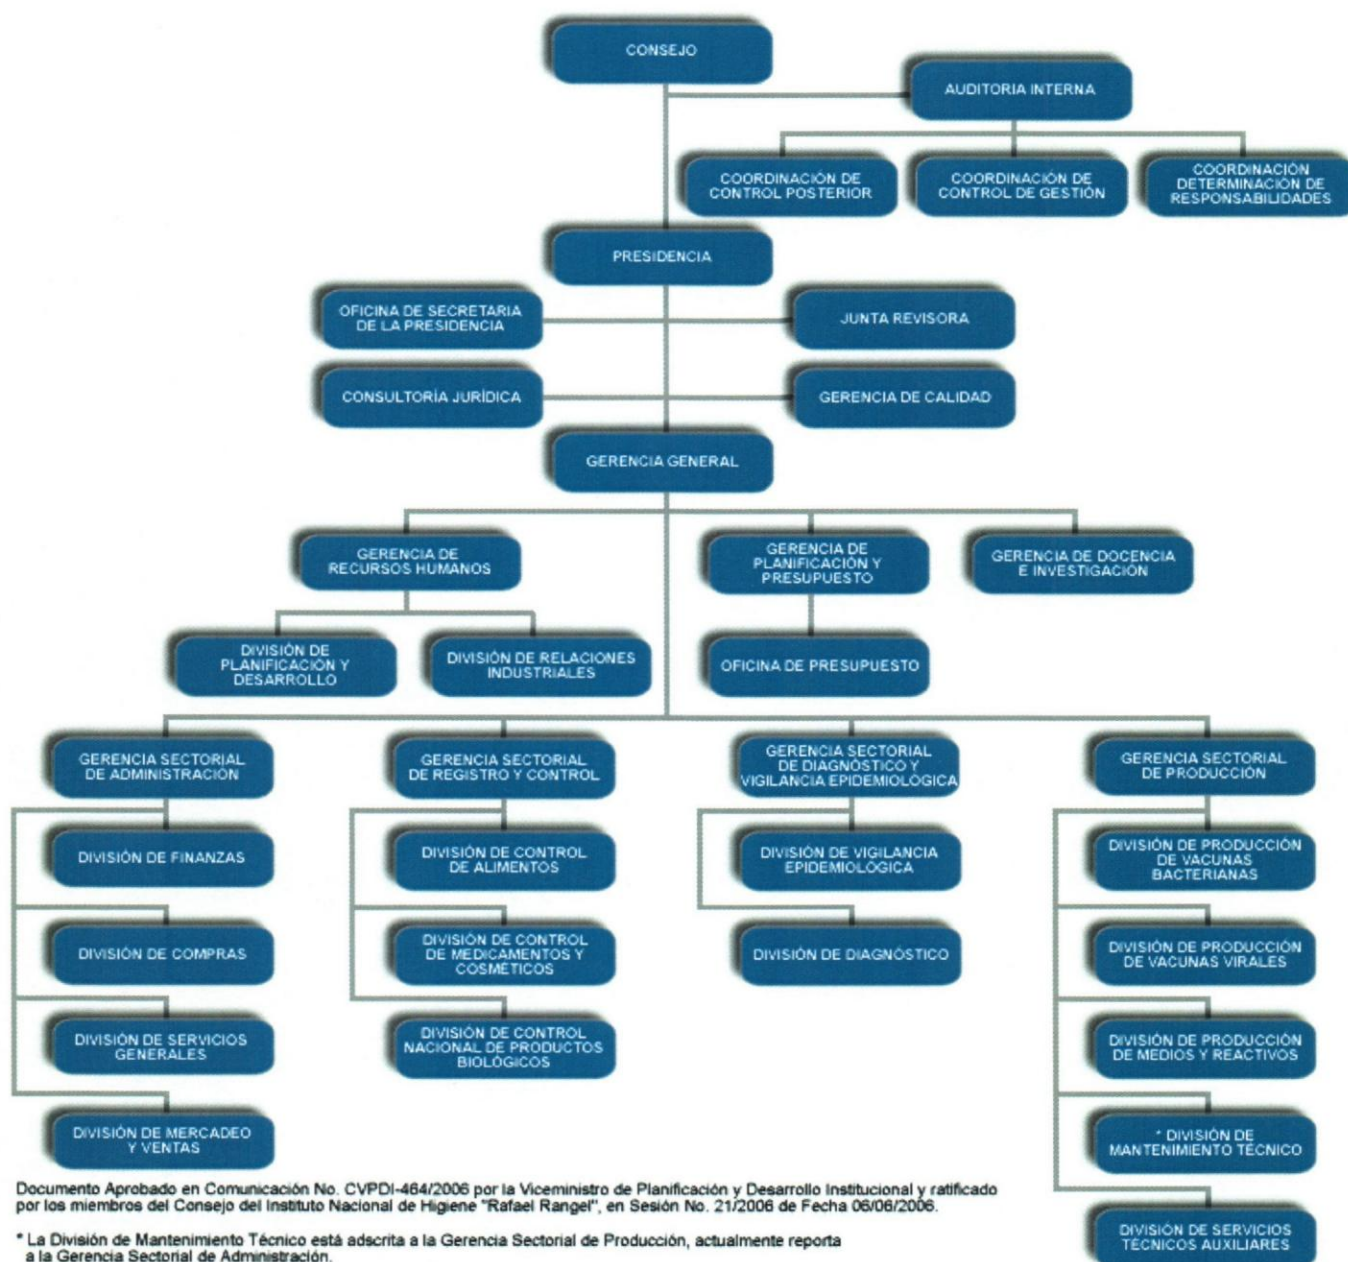 CONSEJO
AUDITORIA INTERNA
COORDINACIÓN DE
CONTROL POSTERIOR
COORDINACIÓN DE
CONTROL DE GESTIÓN
COORDINACIÓN
DETERMINACIÓN DE
RESPONSABILIDADES
PRESIDENCIA
OFICINA DE SECRETARIA
DE LA PRESIDENCIA
JUNTA REVISORA
CONSULTORÍA JURÍDICA
GERENCIA DE CALIDAD
GERENCIA GENERAL
GERENCIA DE
RECURSOS HUMANOS
GERENCIA DE
PLANIFICACIÓN Y
PRESUPUESTO
GERENCIA DE DOCENCIA
E INVESTIGACIÓN
DIVISIÓN DE
PLANIFICACIÓN Y
DESARROLLO
DIVISIÓN DE RELACIONES
INDUSTRIALES
OFICINA DE PRESUPUESTO
GERENCIA SECTORIAL
DE ADMINISTRACIÓN
GERENCIA SECTORIAL
DE REGISTRO Y CONTROL
GERENCIA SECTORIAL
DE DIAGNÓSTICO Y
VIGILANCIA EPIDEMIOLÓGICA
GERENCIA SECTORIAL
DE PRODUCCIÓN
DIVISIÓN DE FINANZAS
DIVISIÓN DE CONTROL
DE ALIMENTOS
DIVISIÓN DE VIGILANCIA
EPIDEMIOLÓGICA
DIVISIÓN DE PRODUCCIÓN
DE VACUNAS
BACTERIANAS
DIVISIÓN DE COMPRAS
DIVISIÓN DE CONTROL
DE MEDICAMENTOS Y
COSMÉTICOS
DIVISIÓN DE DIAGNÓSTICO
DIVISIÓN DE PRODUCCIÓN
DE VACUNAS VIRALES
DIVISIÓN DE SERVICIOS
GENERALES
DIVISIÓN DE CONTROL
NACIONAL DE PRODUCTOS
BIOLÓGICOS
DIVISIÓN DE PRODUCCIÓN
DE MEDIOS Y REACTIVOS
DIVISIÓN DE MERCADEO
Y VENTAS
* DIVISIÓN DE
MANTENIMIENTO TÉCNICO
DIVISIÓN DE SERVICIOS
TÉCNICOS AUXILIARES
Documento Aprobado en Comunicación No. CVPDI-464/2006 por la Viceministro de Planificación y Desarrollo Institucional y ratificado
por los miembros del Consejo del Instituto Nacional de Higiene "Rafael Rangel", en Sesión No. 21/2006 de Fecha 06/06/2006.
* La División de Mantenimiento Técnico está adscrita a la Gerencia Sectorial de Producción, actualmente reporta
a la Gerencia Sectorial de Administración.